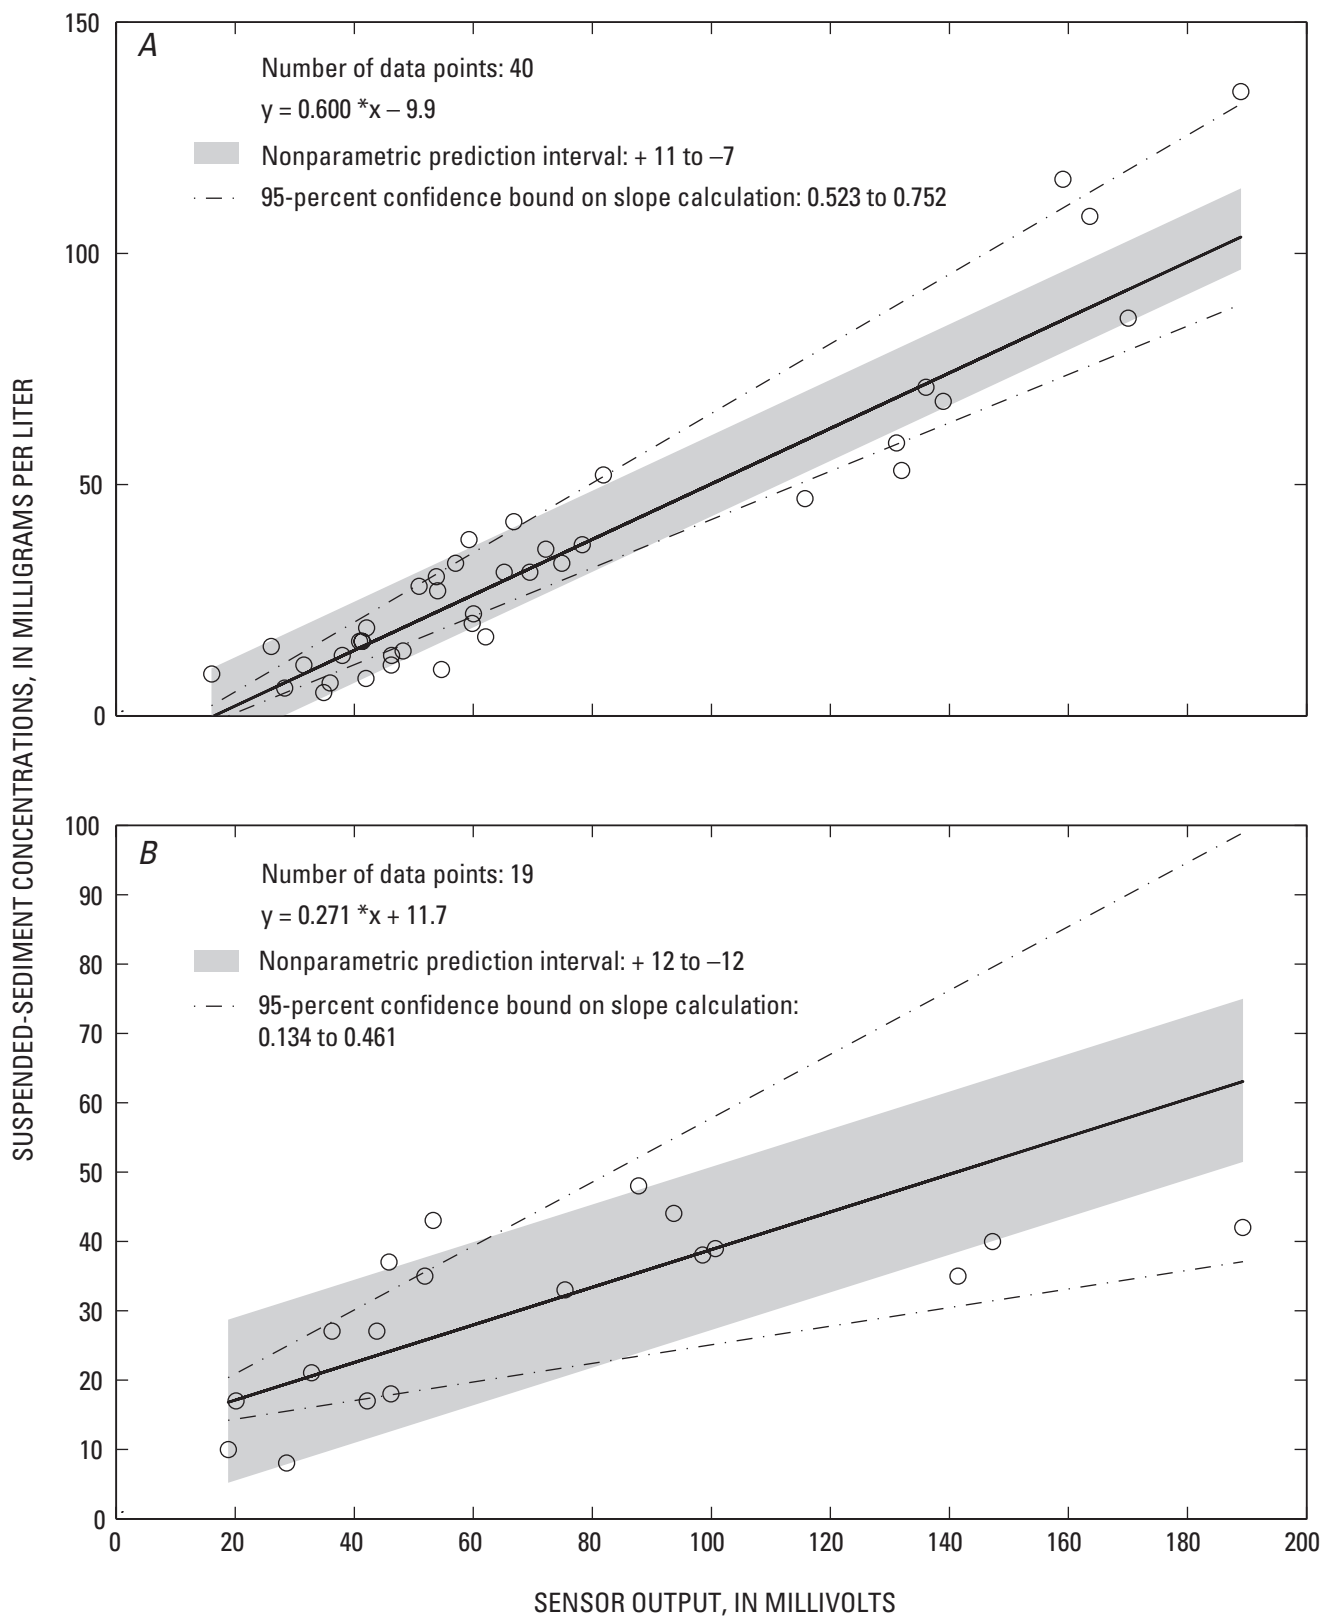 SUSPENDED-SEDIMENT CONCENTRATIONS, IN MILLIGRAMS PER LITER
150
100
50
0
A
Number of data points: 40
y = 0.600 *x – 9.9
Nonparametric prediction interval: + 11 to –7
95-percent confidence bound on slope calculation: 0.523 to 0.752
100
90
80
70
60
50
40
30
20
10
0
B
Number of data points: 19
y = 0.271 *x + 11.7
Nonparametric prediction interval: + 12 to –12
95-percent confidence bound on slope calculation:
0.134 to 0.461
0 20 40 60 80 100 120 140 160 180 200
SENSOR OUTPUT, IN MILLIVOLTS